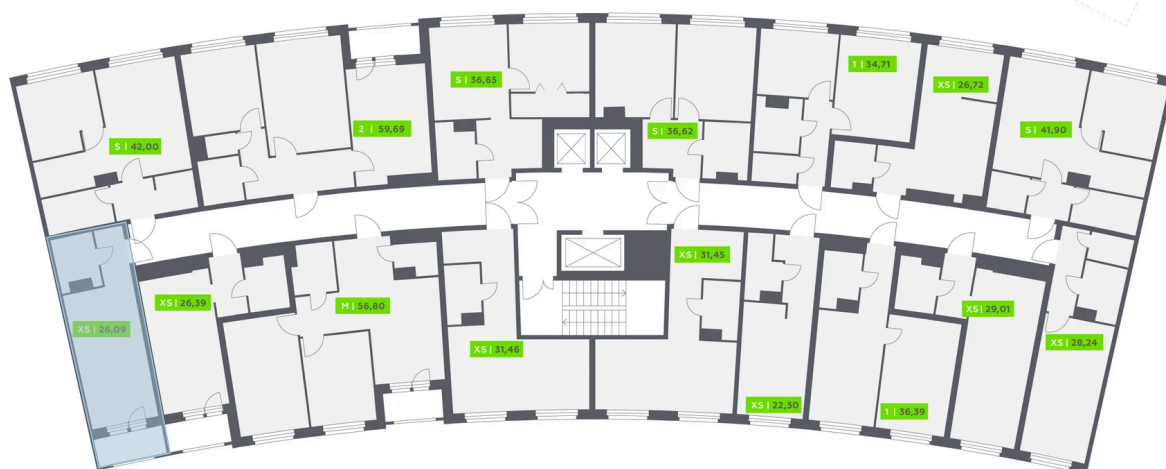 S | 42,00
2 | 59,69
S | 36,65
S | 36,62
1 | 34,71
XS | 26,72
S | 41,90
XS | 26,09
XS | 26,39
M | 56,80
XS | 31,46
XS | 31,45
XS | 22,30
1 | 36,39
XS | 29,01
XS | 28,24